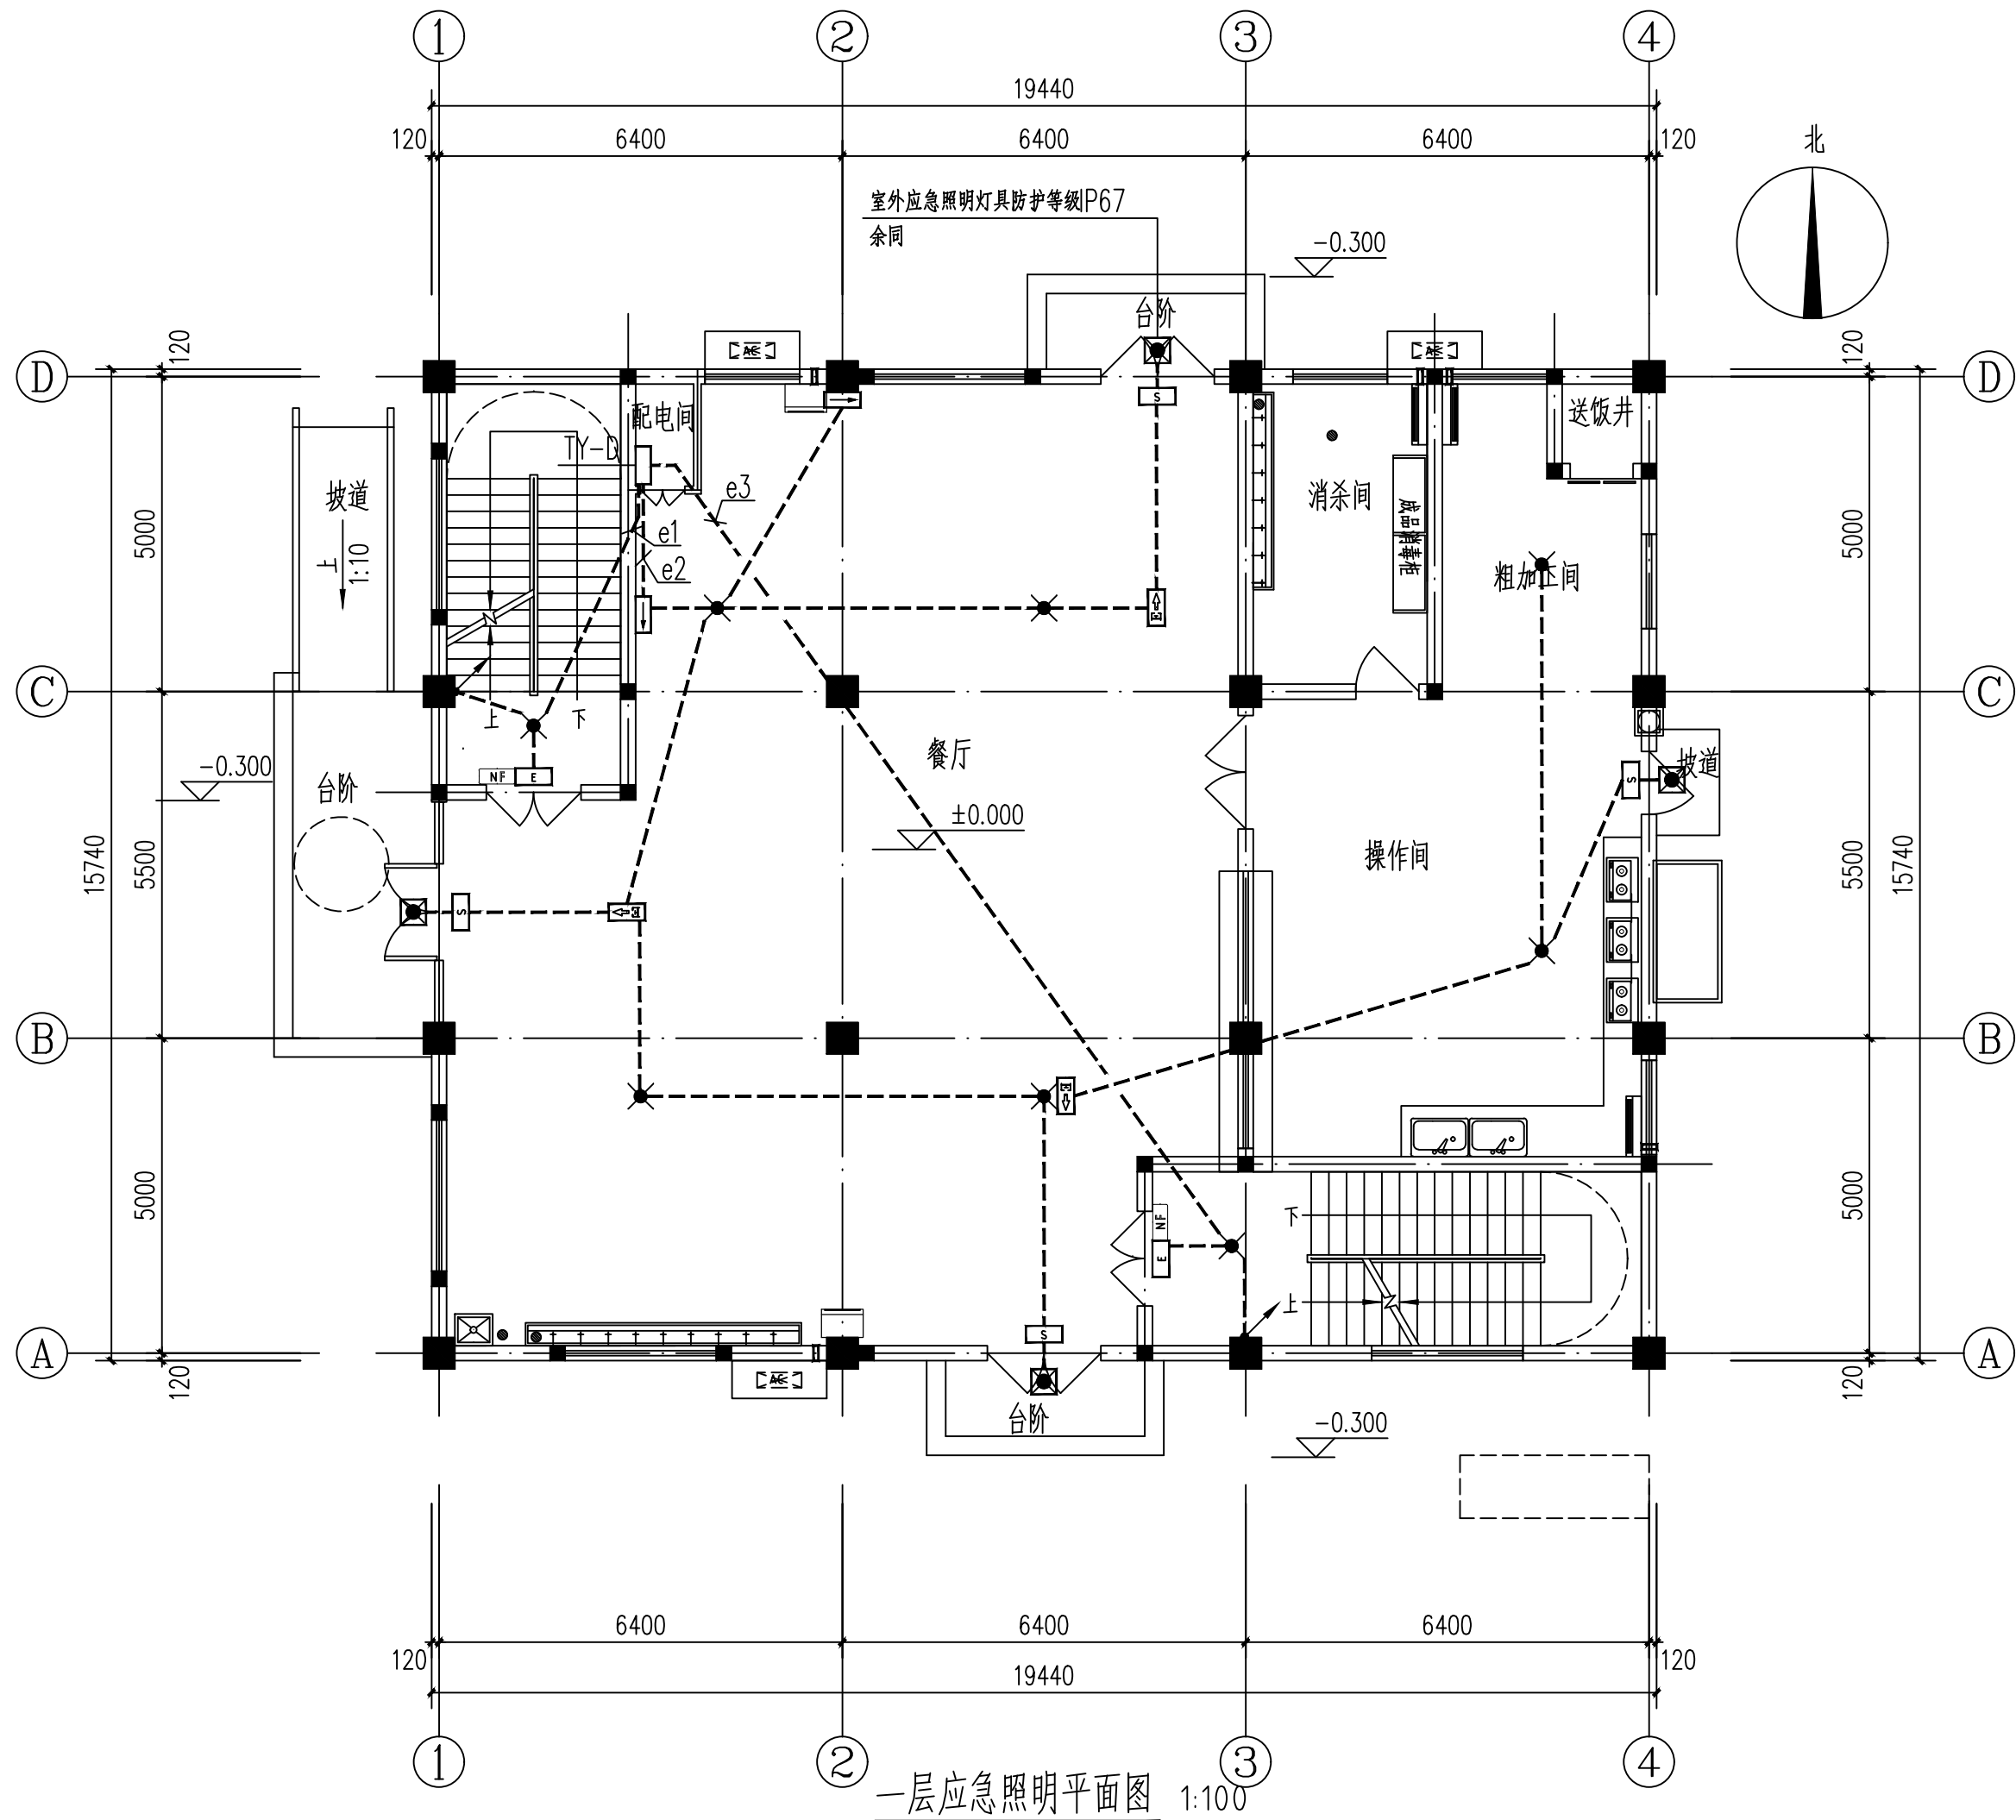 1
2
3
4
19440
120
6400
6400
6400
120
北
室外应急照明灯具防护等级IP67
余同
-0.300
台阶
120
120
D
D
AC
AC
配电间
送饭井
S
TY-D
e3
坡道
消杀间
成品消毒柜
上
1:10
e1
e2
5000
5000
粗加工间
E
C
C
上
下
餐厅
坡道
-0.300
台阶
NF
E
S
±0.000
操作间
15740
5500
5500
15740
S
E
B
B
E
5000
5000
下
NF
E
上
S
A
A
AC
120
120
台阶
-0.300
6400
6400
6400
120
120
19440
1
2
3
4
一层应急照明平面图 1:100